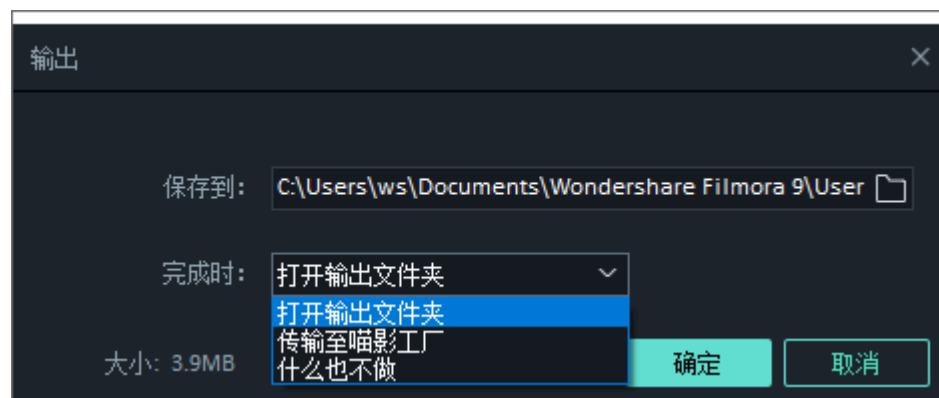 输出
保存到: C:\Users\ws\Documents\Wondershare Filmora 9\User
完成时: 打开输出文件夹
打开输出文件夹
传输至喵影工厂
什么也不做
大小: 3.9MB 确定 取消